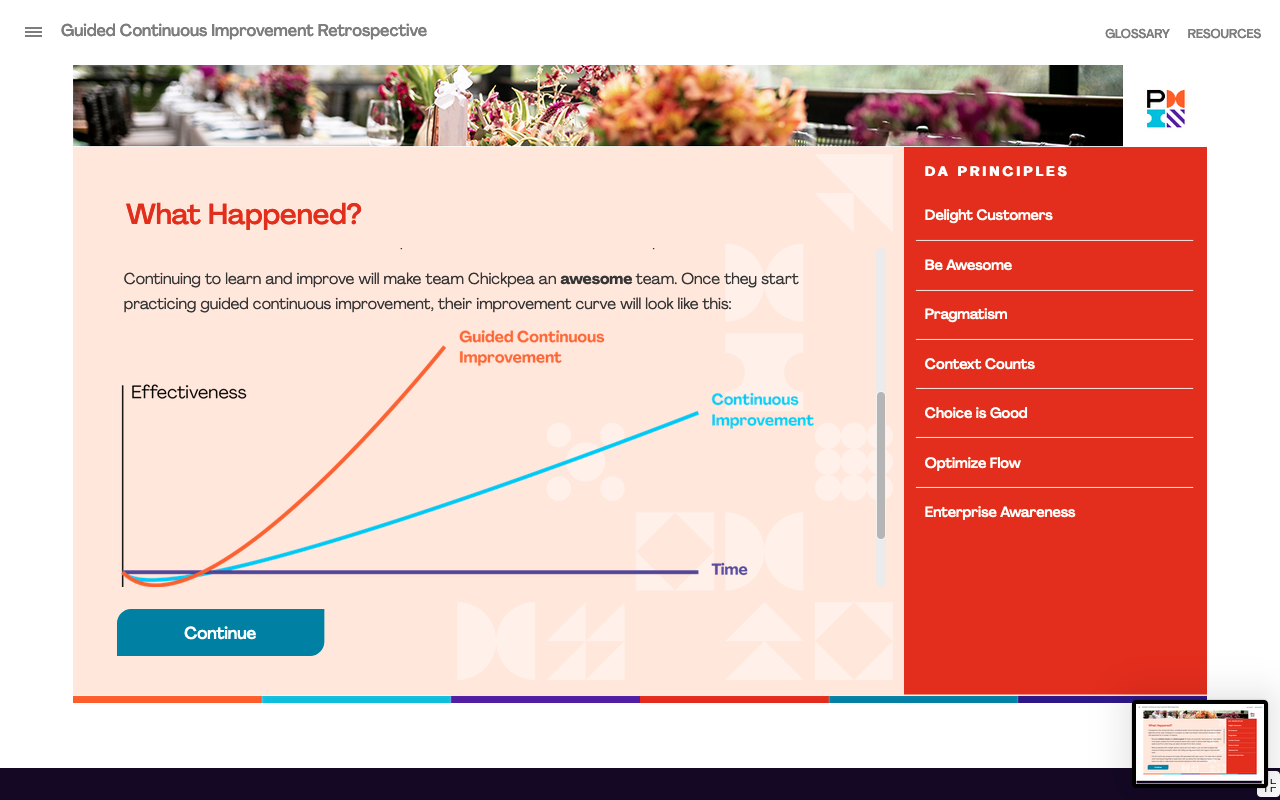 Guided Continuous Improvement Retrospective
GLOSSARY
RESOURCES
What Happened?
Continuing to learn and improve will make team Chickpea an awesome team. Once they start
practicing guided continuous improvement, their improvement curve will look like this:
Guided Continuous
Improvement
Effectiveness
Continuous
Improvement
Time
Continue
DA PRINCIPLES
Delight Customers
Be Awesome
Pragmatism
Context Counts
Choice is Good
Optimize Flow
Enterprise Awareness
What Happened?